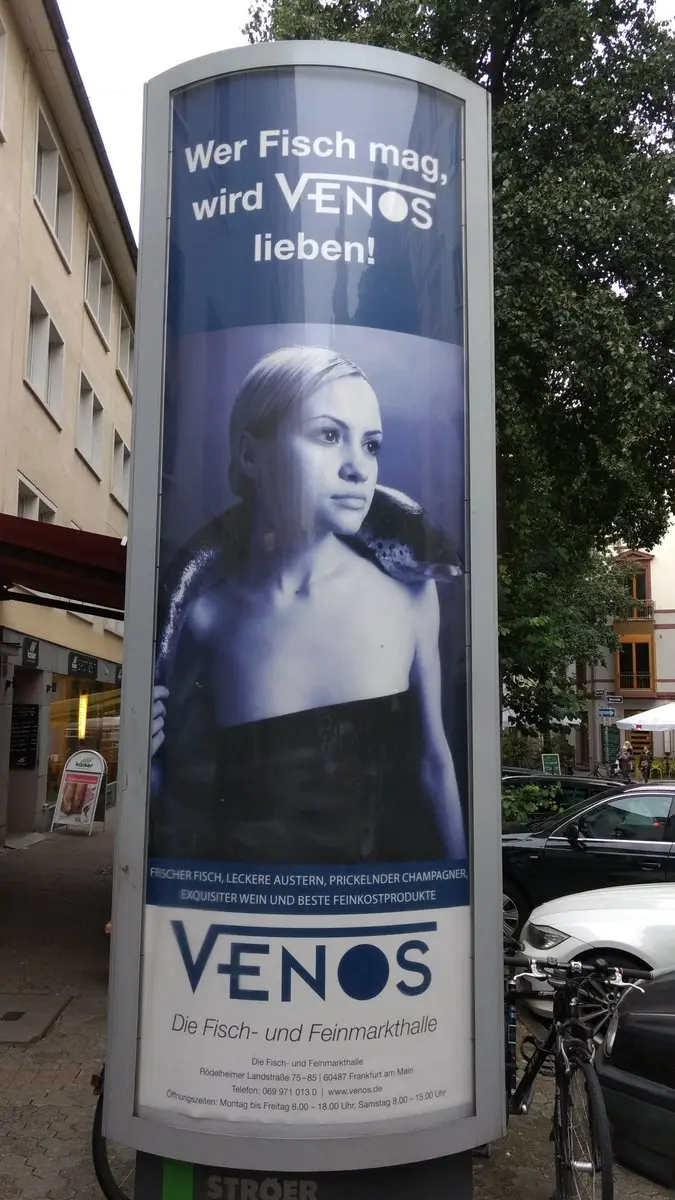 Wer Fisch mag,
wird VENOS
lieben!
FRISCHER FISCH, LECKERE AUSTERN, PRICKELNDER CHAMPAGNER,
EXQUISITER WEIN UND BESTE FEINKOSTPRODUKTE
VENOS
Die Fisch- und Feinmarkthalle
Die Fisch- und Feinmarkthalle
Rödelheimer Landstraße 75–85 | 60487 Frankfurt am Main
Telefon: 069 971 013 0 | www.venos.de
Öffnungszeiten: Montag bis Freitag 8.00 – 18.00 Uhr, Samstag 8.00 – 15.00 Uhr
STRÖER